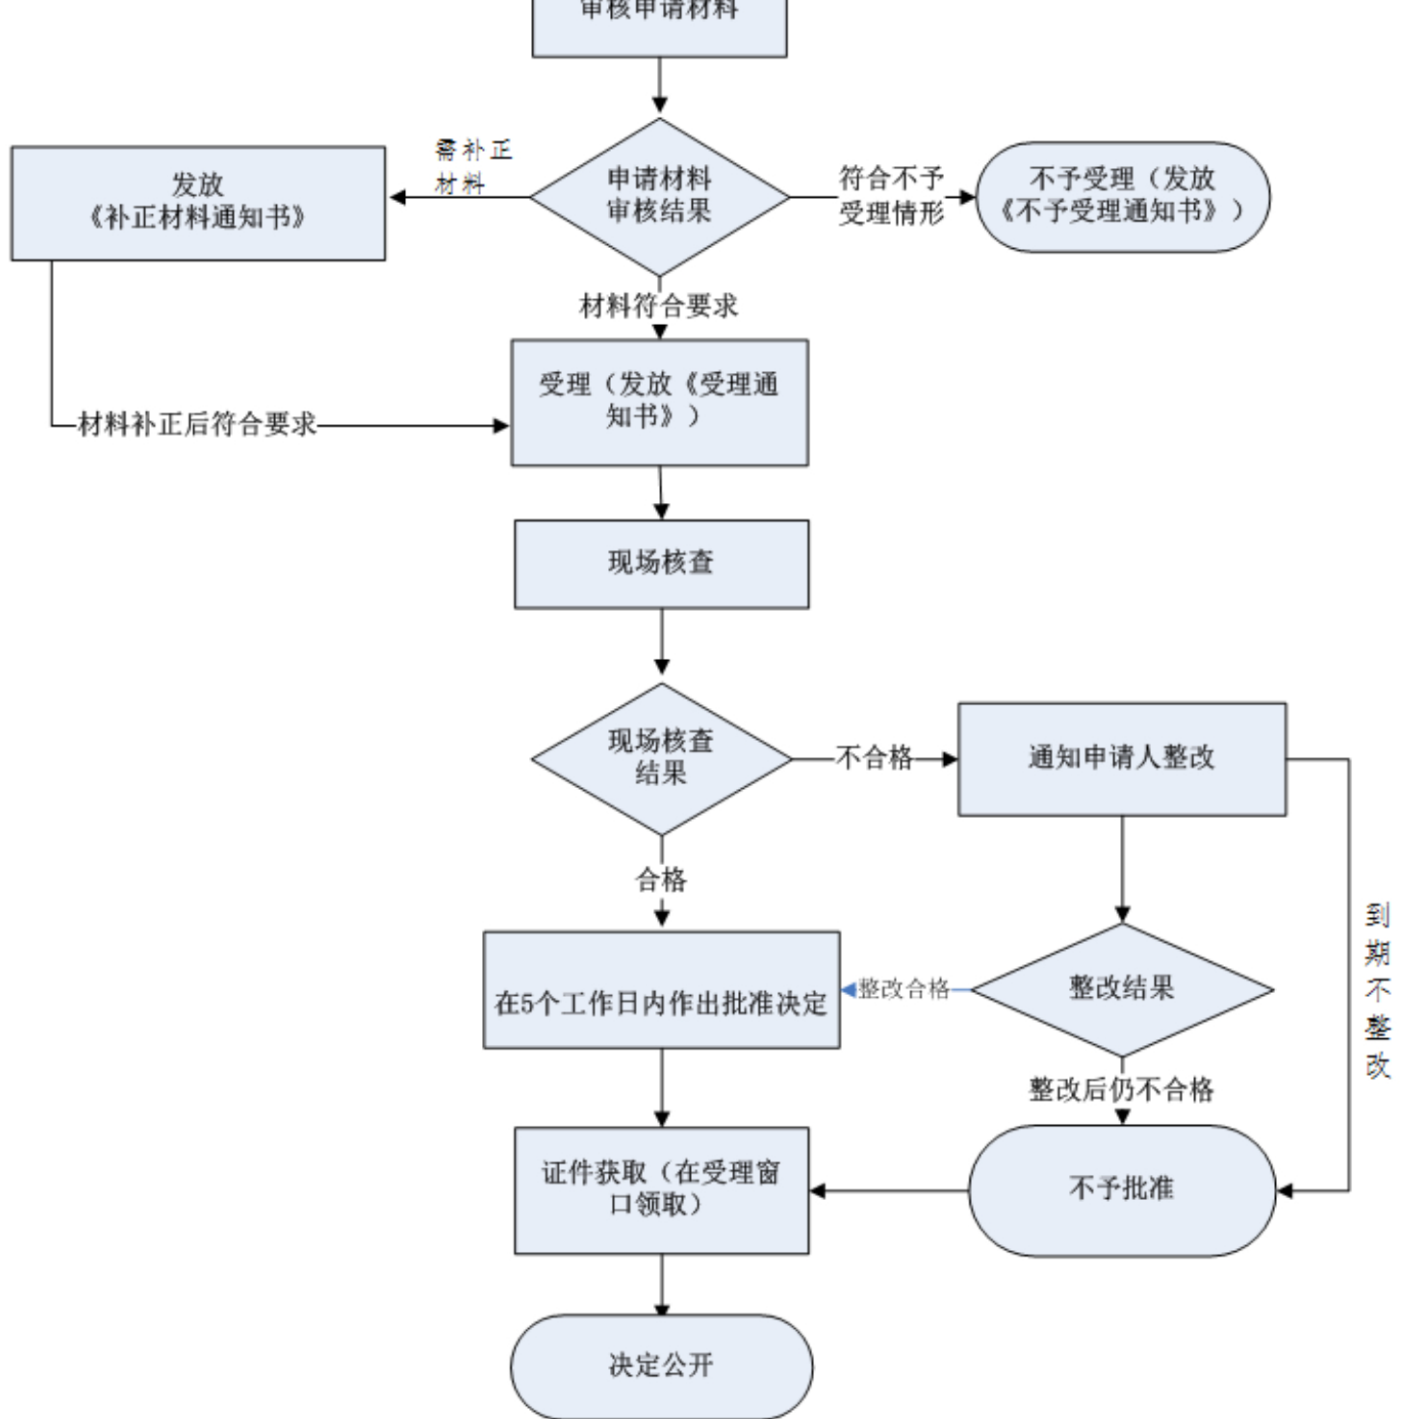 审核申请材料
需补正
材料
发放
《补正材料通知书》
申请材料
审核结果
符合不予
受理情形
不予受理（发放
《不予受理通知书》）
材料符合要求
受理（发放《受理通
知书》）
材料补正后符合要求
现场核查
现场核查
结果
不合格
通知申请人整改
合格
到
期
不
整
改
在5个工作日内作出批准决定
整改合格
整改结果
整改后仍不合格
证件获取（在受理窗
口领取）
不予批准
决定公开